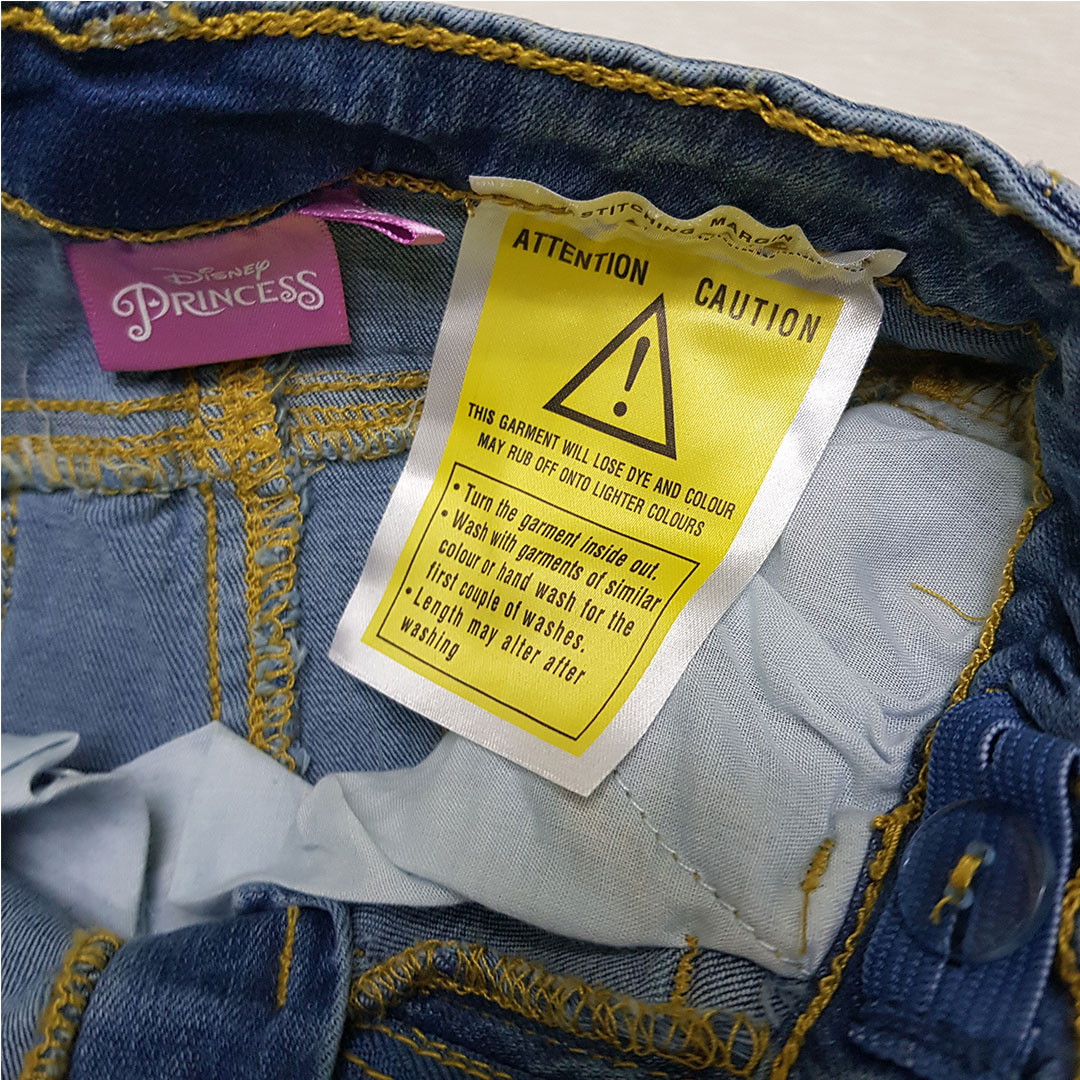 Disney
PRINCESS
STITCHING MARGIN
ATTENTION CAUTION
THIS GARMENT WILL LOSE DYE AND COLOUR
MAY RUB OFF ONTO LIGHTER COLOURS
• Turn the garment inside out.
• Wash with garments of similar
colour or hand wash for the
first couple of washes.
• Length may alter after
washing